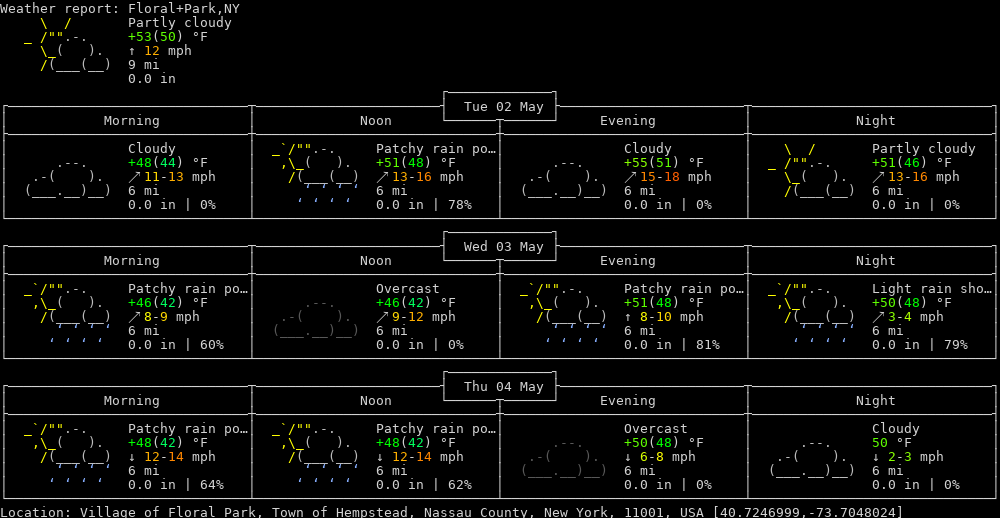 Weather report: Floral+Park,NY
Partly cloudy
+53(50) °F
↑ 12 mph
9 mi
0.0 in
Tue 02 May
Morning Noon Evening Night
Cloudy Patchy rain po… Cloudy Partly cloudy
+48(44) °F +51(48) °F +55(51) °F +51(46) °F
↗ 11-13 mph ↗ 13-16 mph ↗ 15-18 mph ↗ 13-16 mph
6 mi 6 mi 6 mi 6 mi
0.0 in | 0% 0.0 in | 78% 0.0 in | 0% 0.0 in | 0%
Wed 03 May
Morning Noon Evening Night
Patchy rain po… Overcast Patchy rain po… Light rain sho…
+46(42) °F +46(42) °F +51(48) °F +50(48) °F
↗ 8-9 mph ↗ 9-12 mph ↑ 8-10 mph ↗ 3-4 mph
6 mi 6 mi 6 mi 6 mi
0.0 in | 60% 0.0 in | 0% 0.0 in | 81% 0.0 in | 79%
Thu 04 May
Morning Noon Evening Night
Patchy rain po… Patchy rain po… Overcast Cloudy
+48(42) °F +48(42) °F +50(48) °F 50 °F
↓ 12-14 mph ↓ 12-14 mph ↓ 6-8 mph ↓ 2-3 mph
6 mi 6 mi 6 mi 6 mi
0.0 in | 64% 0.0 in | 62% 0.0 in | 0% 0.0 in | 0%
Location: Village of Floral Park, Town of Hempstead, Nassau County, New York, 11001, USA [40.7246999,-73.7048024]